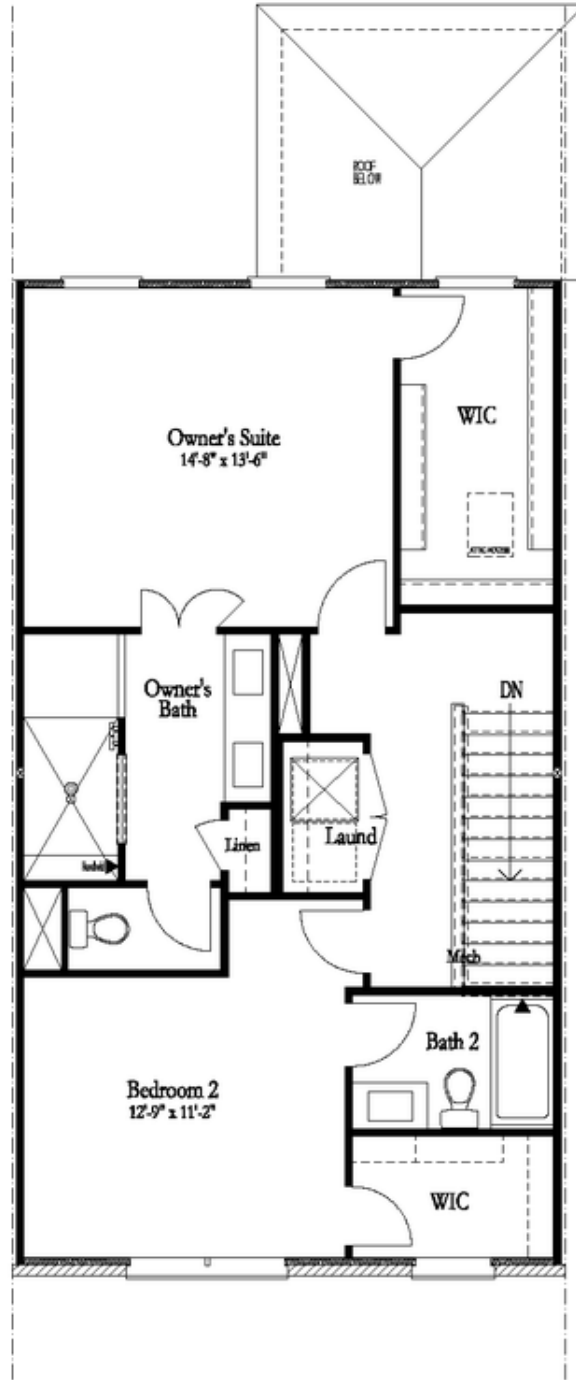 ROOF
BELOW
WIC
Owner's Suite
14'-8" x 13'-6"
Owner's
Bath
DN
Linen
Laund
Mech
Bath 2
Bedroom 2
12'-9" x 11'-2"
WIC